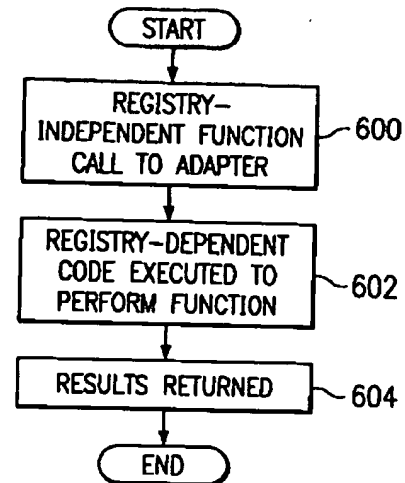 START
REGISTRY-
INDEPENDENT FUNCTION
CALL TO ADAPTER
600
REGISTRY-DEPENDENT
CODE EXECUTED TO
PERFORM FUNCTION
602
RESULTS RETURNED
604
END